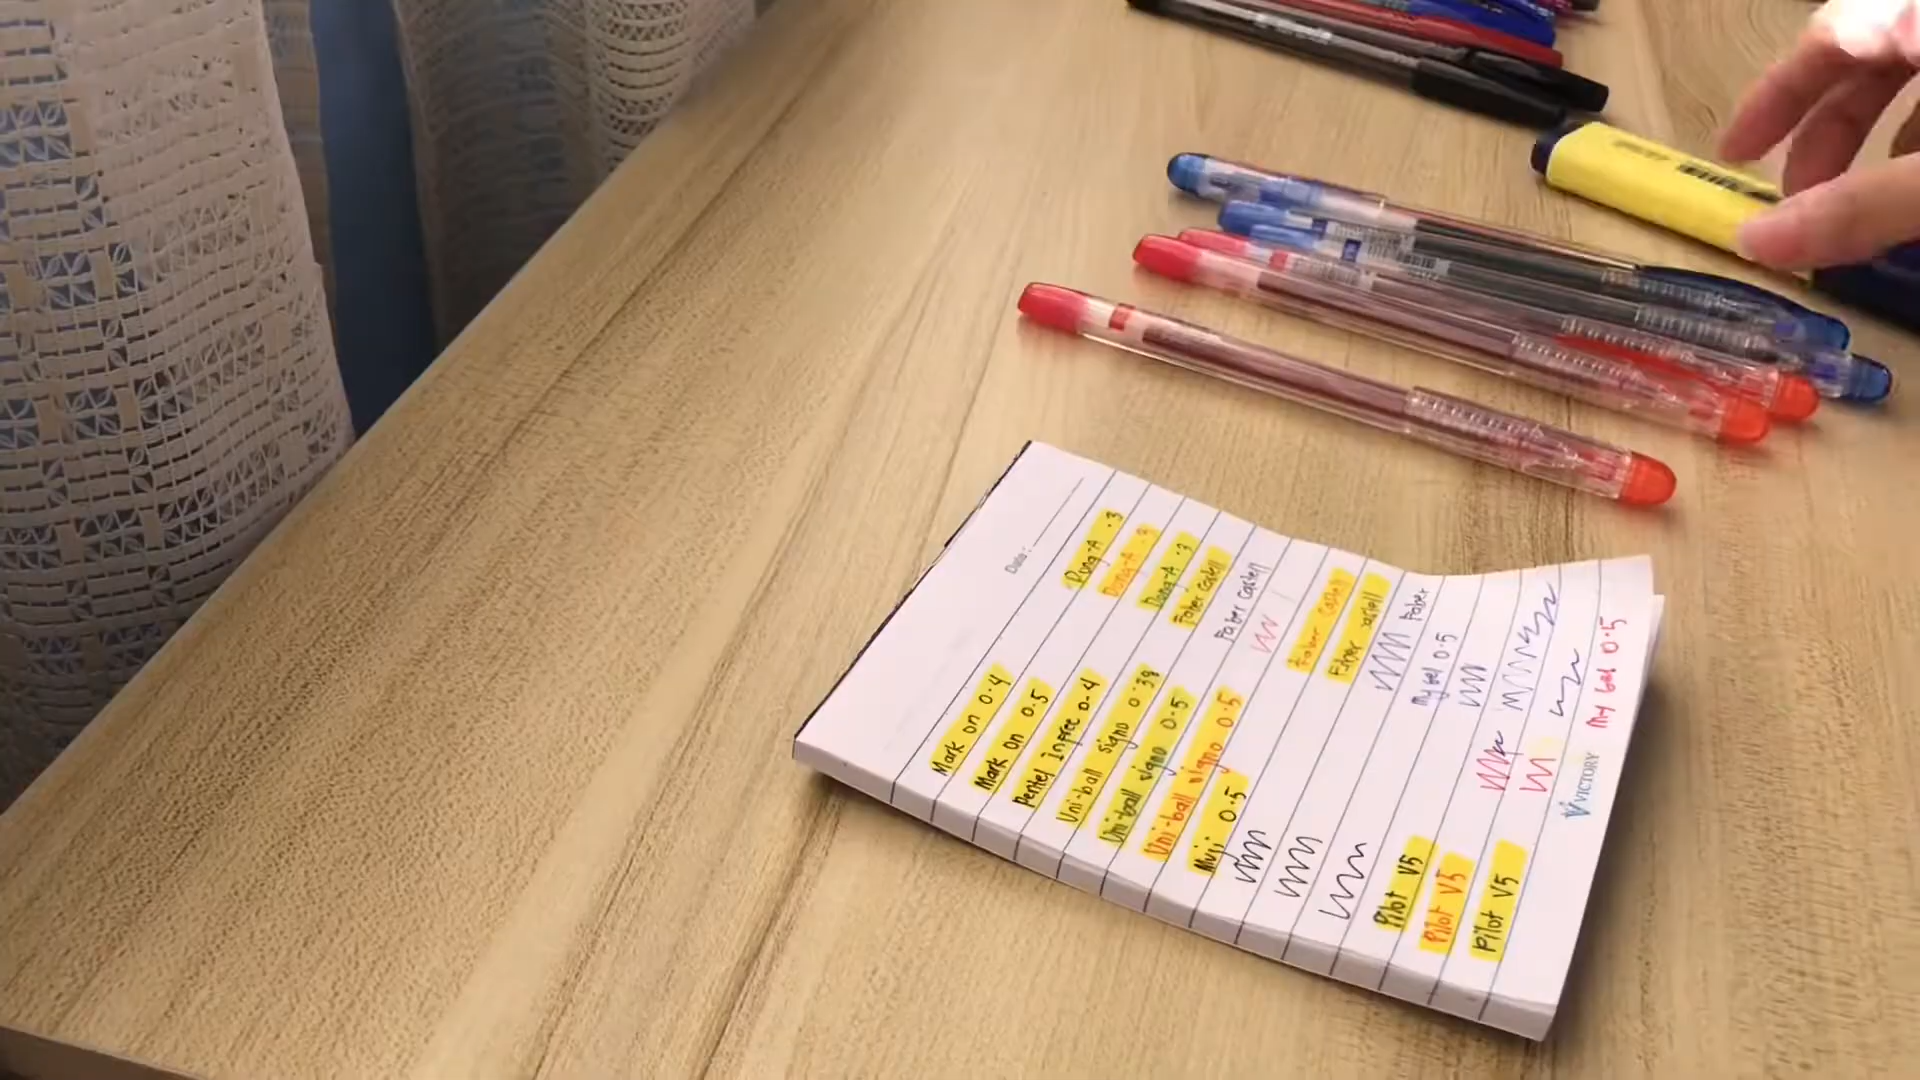 Date:
Mark on 0.4
Mark on 0.5
Pentel Infree 0.4
Uni-ball signo 0.38
Uni-ball signo 0.5
Uni-ball signo 0.5
Muji 0.5
Pilot V5
Pilot V5
Pilot V5
Dong-A .3
Dong-A .3
Dong-A .3
Faber Castell
Faber Castell
Faber Castell
Faber Castell
Faber
My Gel 0.5
My Gel 0.5
VICTORY